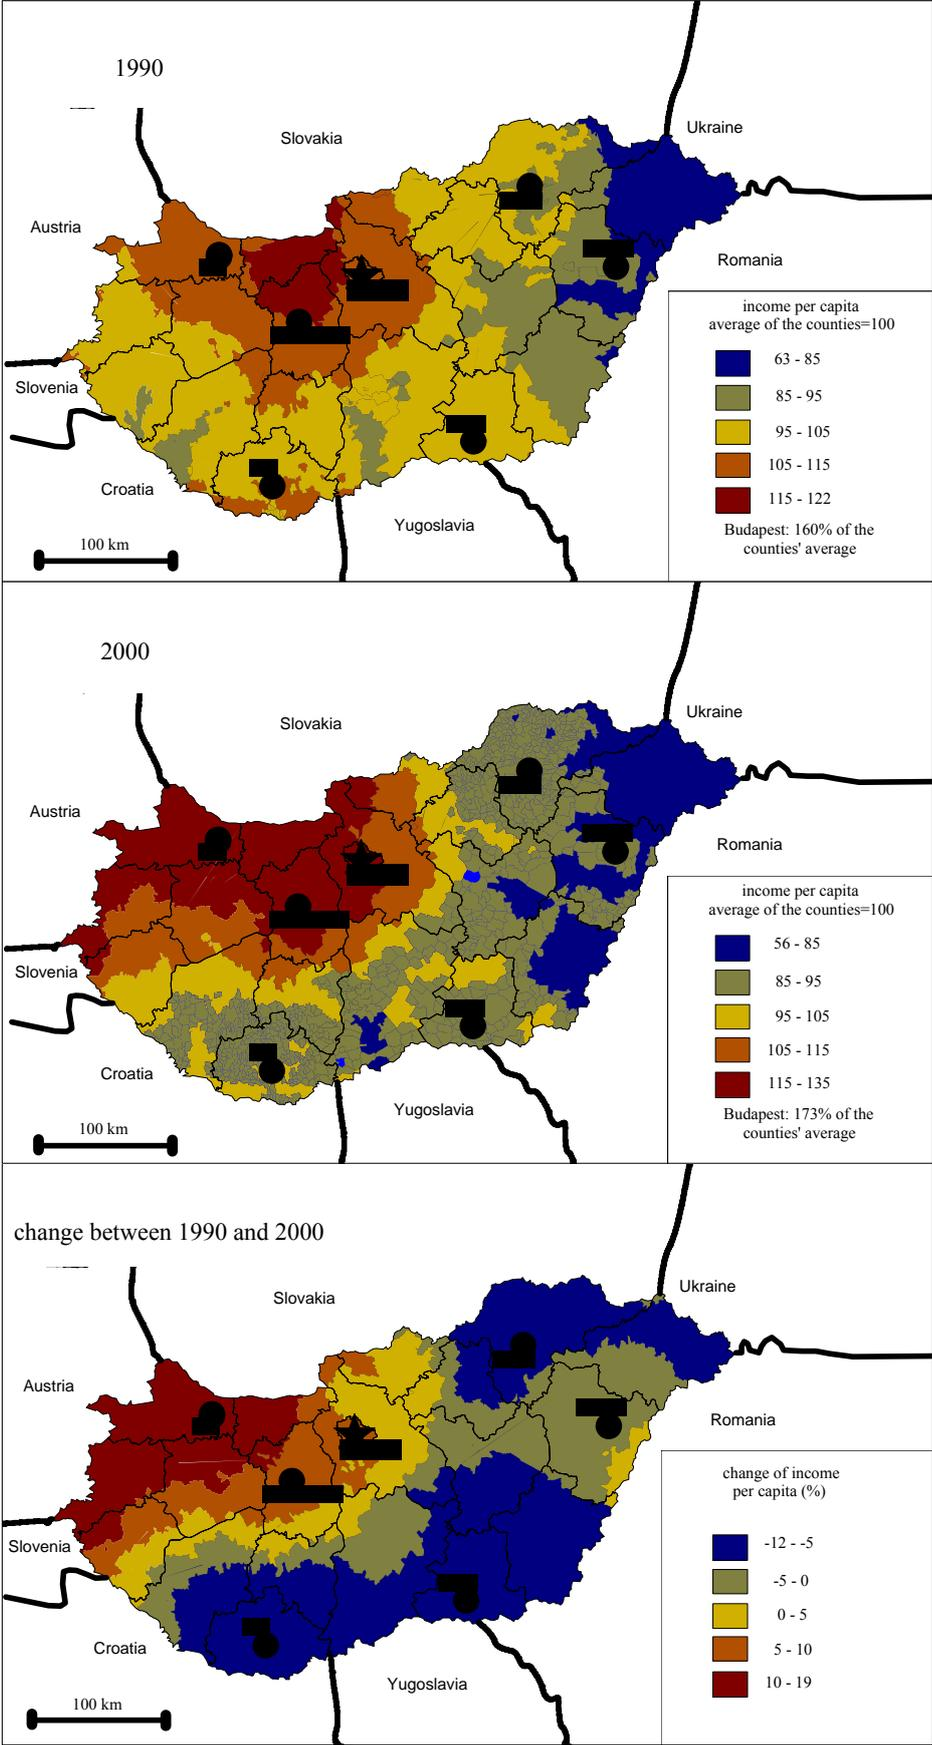 1990
Slovakia
Ukraine
Austria
Romania
Slovenia
Croatia
Yugoslavia
100 km
income per capita
average of the counties=100
63 - 85
85 - 95
95 - 105
105 - 115
115 - 122
Budapest: 160% of the
counties' average
2000
Slovakia
Ukraine
Austria
Romania
Slovenia
Croatia
Yugoslavia
100 km
income per capita
average of the counties=100
56 - 85
85 - 95
95 - 105
105 - 115
115 - 135
Budapest: 173% of the
counties' average
change between 1990 and 2000
Slovakia
Ukraine
Austria
Romania
Slovenia
Croatia
Yugoslavia
100 km
change of income
per capita (%)
-12 - -5
-5 - 0
0 - 5
5 - 10
10 - 19